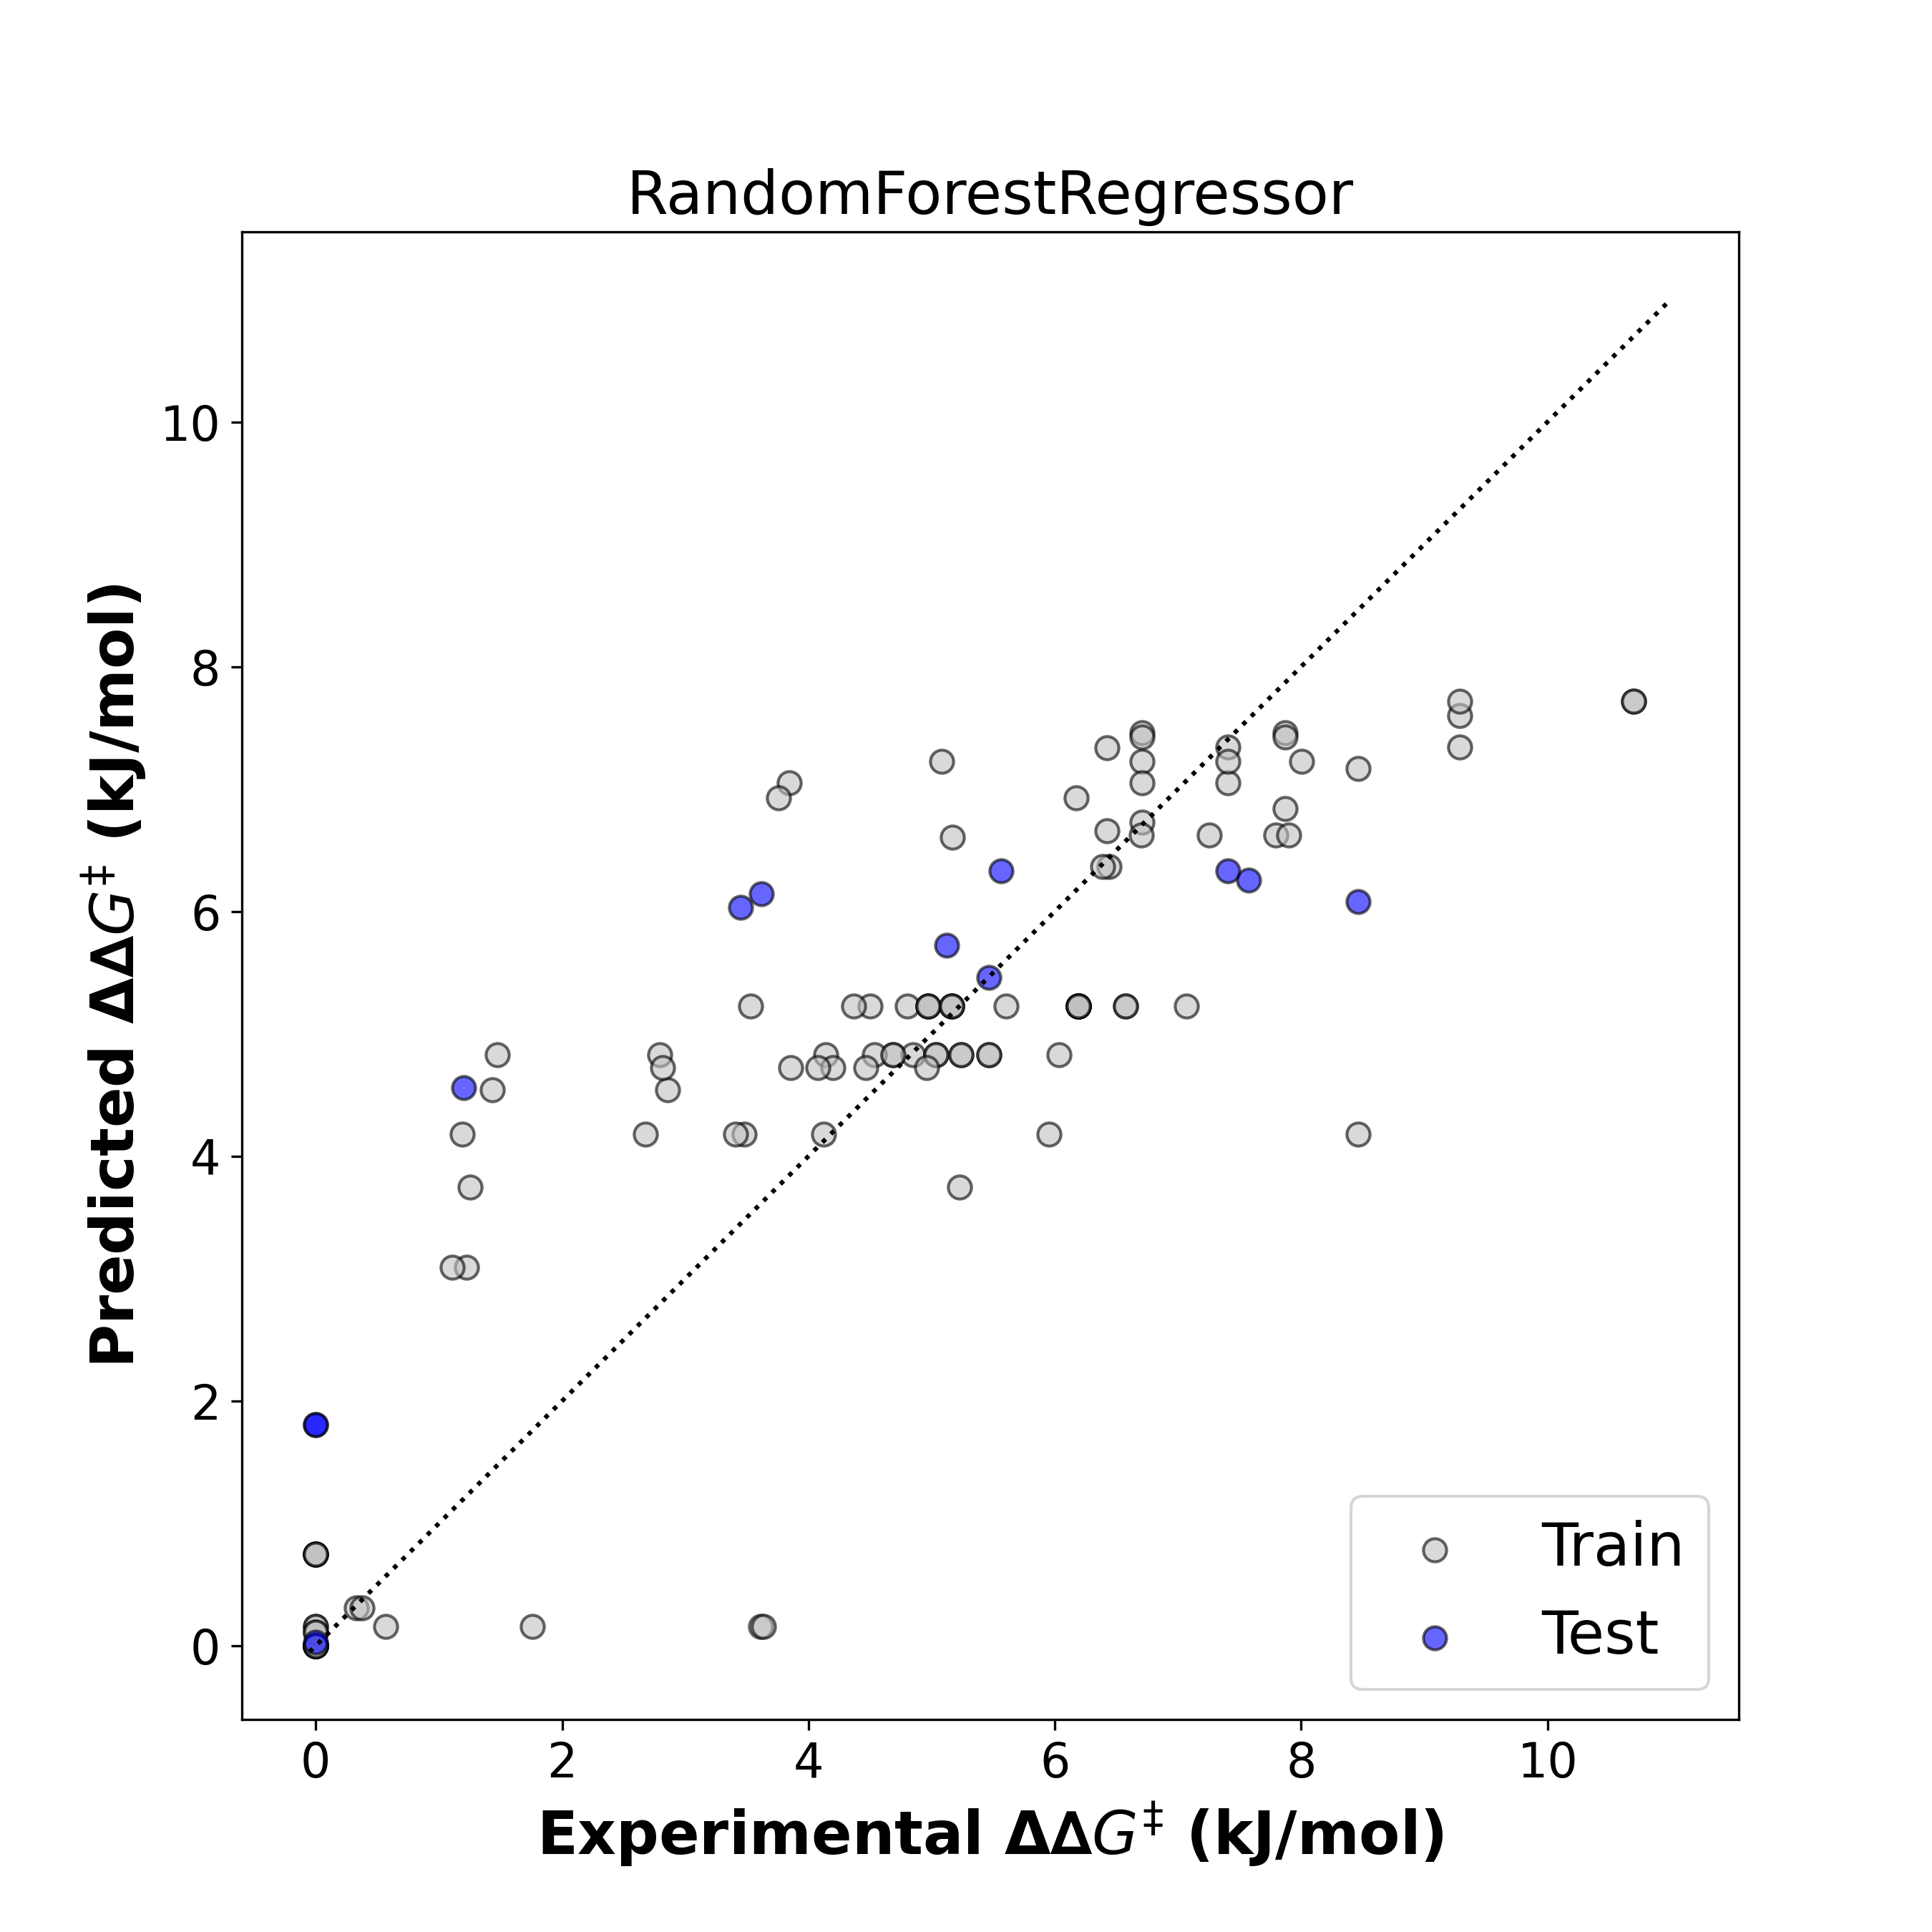 RandomForestRegressor
Predicted ΔΔG‡ (kJ/mol)
10
8
6
4
2
0
Train
Test
0 2 4 6 8 10
Experimental ΔΔG‡ (kJ/mol)